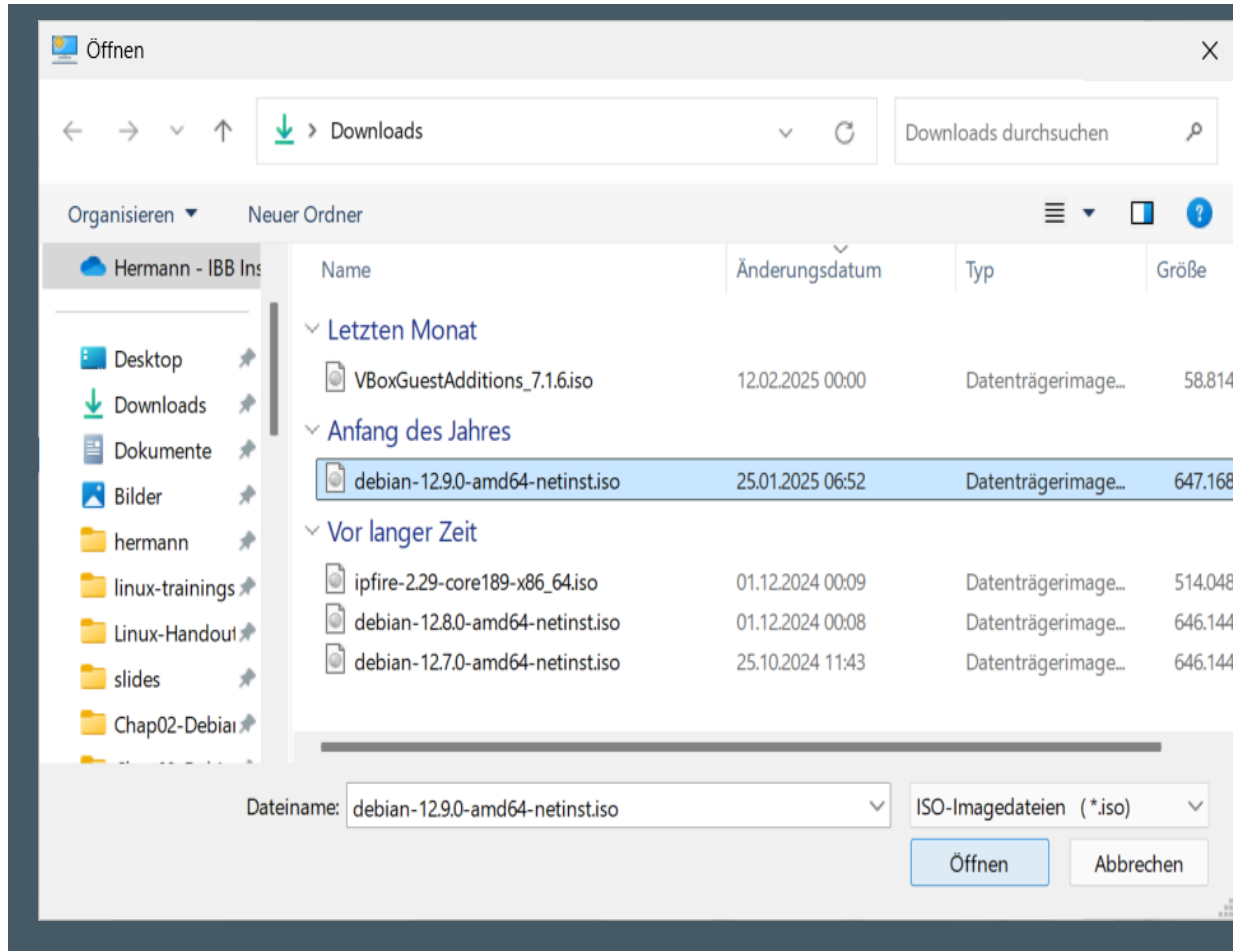 Öffnen
Downloads
Downloads durchsuchen
Organisieren
Neuer Ordner
Hermann - IBB Ins
Desktop
Downloads
Dokumente
Bilder
hermann
linux-trainings
Linux-Handout
slides
Chap02-Debian
Name Änderungsdatum Typ Größe
Letzten Monat
VBoxGuestAdditions_7.1.6.iso 12.02.2025 00:00 Datenträgerimage... 58.814
Anfang des Jahres
debian-12.9.0-amd64-netinst.iso 25.01.2025 06:52 Datenträgerimage... 647.168
Vor langer Zeit
ipfire-2.29-core189-x86_64.iso 01.12.2024 00:09 Datenträgerimage... 514.048
debian-12.8.0-amd64-netinst.iso 01.12.2024 00:08 Datenträgerimage... 646.144
debian-12.7.0-amd64-netinst.iso 25.10.2024 11:43 Datenträgerimage... 646.144
Dateiname: debian-12.9.0-amd64-netinst.iso
ISO-Imagedateien (*.iso)
Öffnen Abbrechen